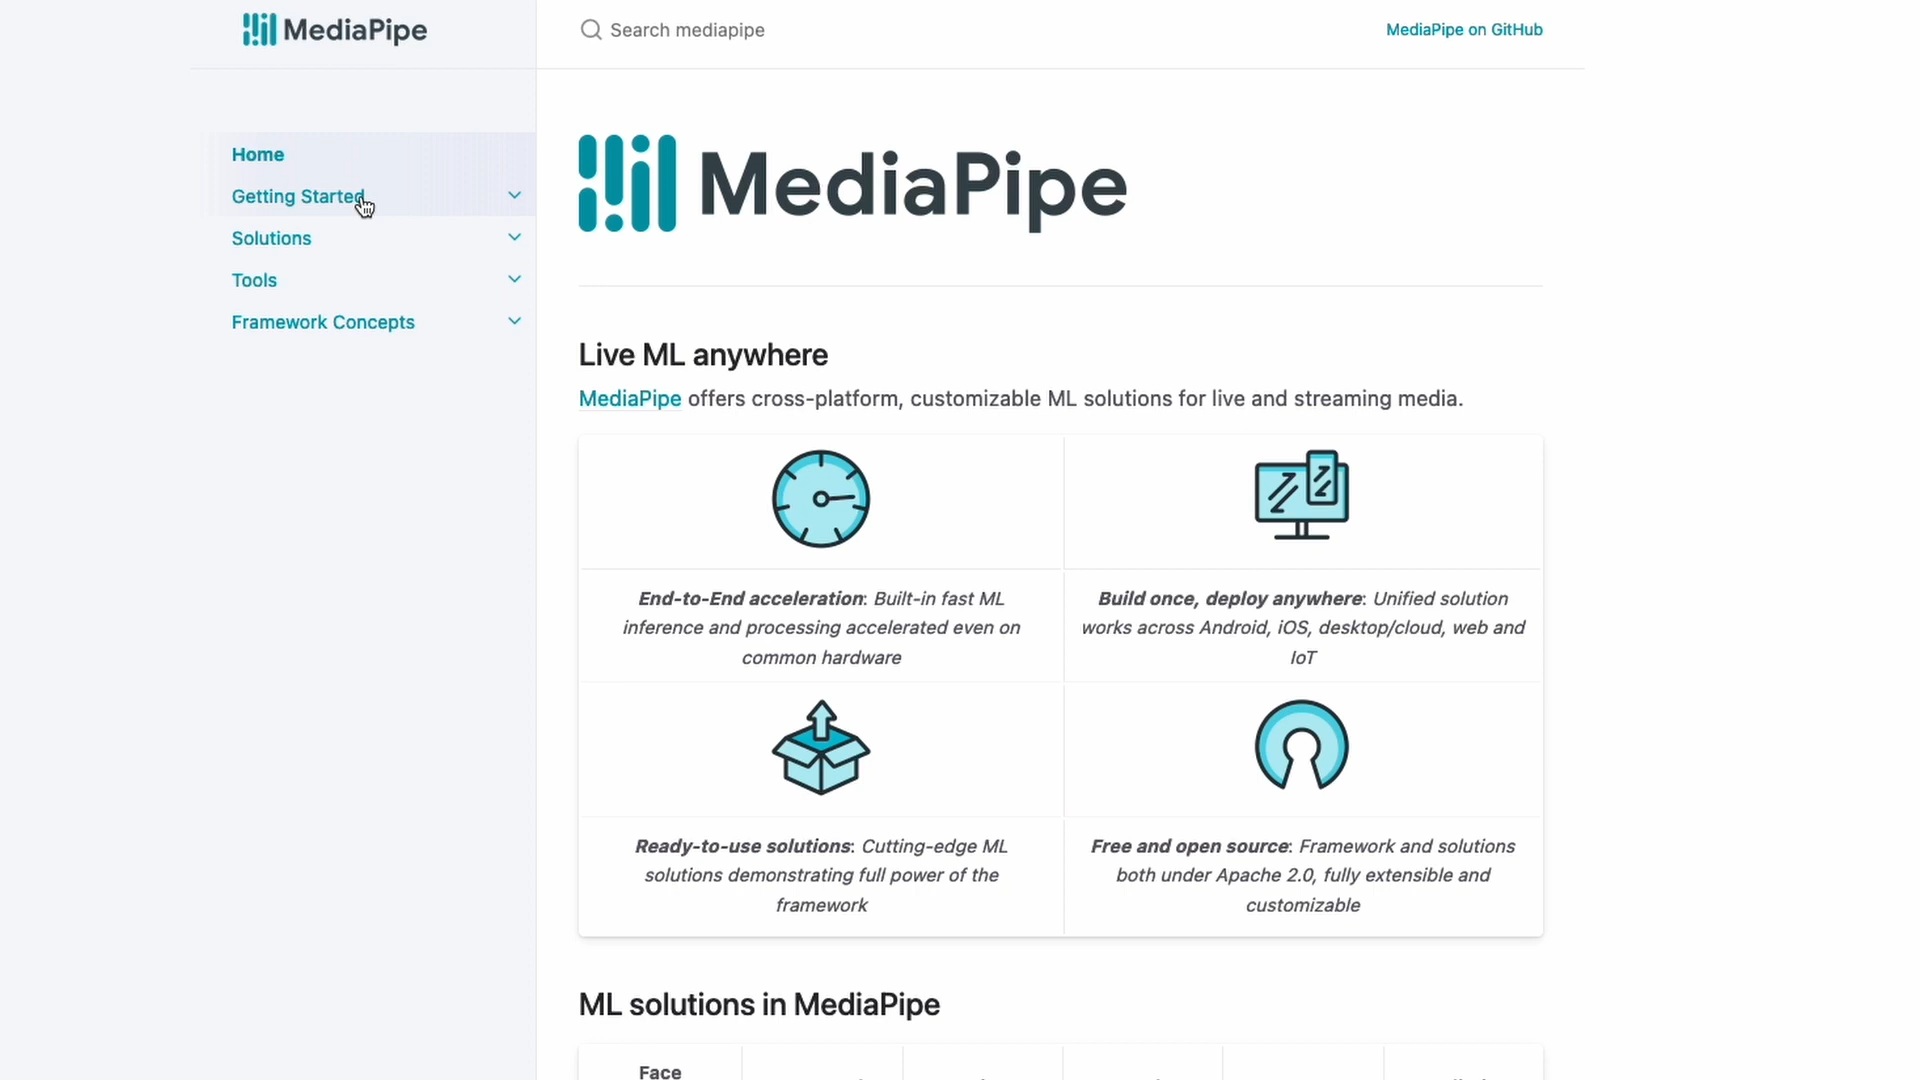 MediaPipe
Search mediapipe
MediaPipe on GitHub
Home
Getting Started
Solutions
Tools
Framework Concepts
MediaPipe
Live ML anywhere
MediaPipe offers cross-platform, customizable ML solutions for live and streaming media.
End-to-End acceleration: Built-in fast ML
inference and processing accelerated even on
common hardware
Build once, deploy anywhere: Unified solution
works across Android, iOS, desktop/cloud, web and
IoT
Ready-to-use solutions: Cutting-edge ML
solutions demonstrating full power of the
framework
Free and open source: Framework and solutions
both under Apache 2.0, fully extensible and
customizable
ML solutions in MediaPipe
Face